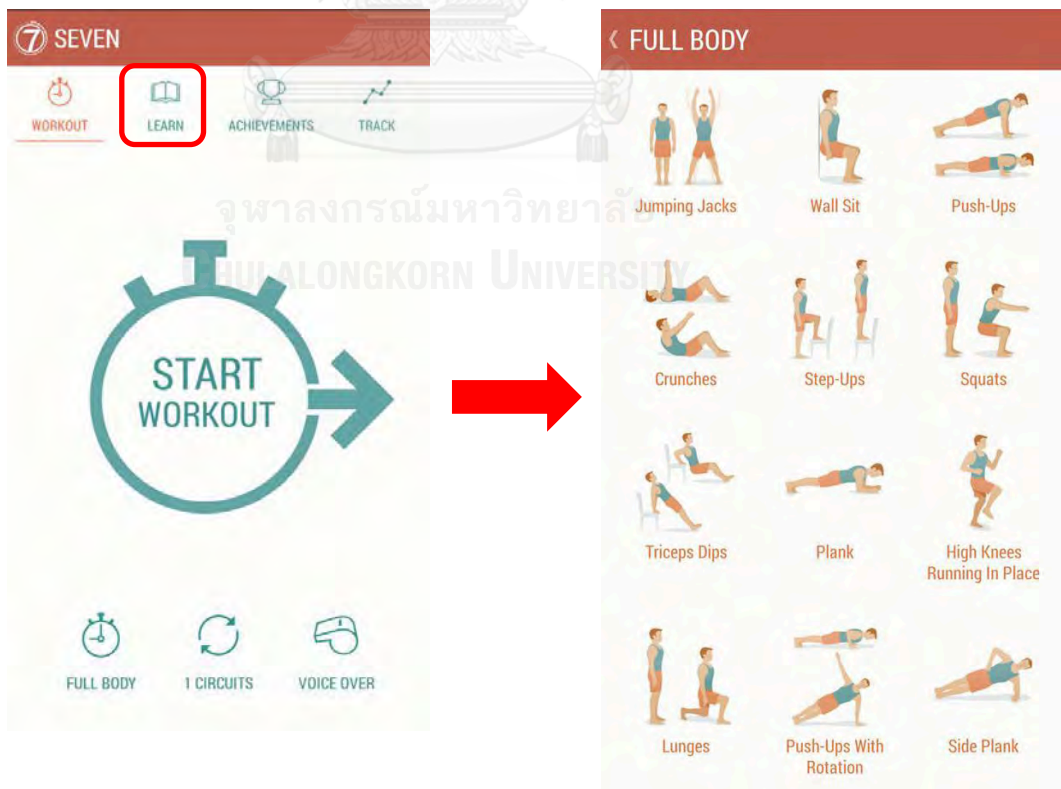 7 SEVEN
WORKOUT
LEARN
ACHIEVEMENTS
TRACK
START
WORKOUT
FULL BODY
1 CIRCUITS
VOICE OVER
จุฬาลงกรณ์มหาวิทยาลัย
CHULALONGKORN UNIVERSITY
‹ FULL BODY
Jumping Jacks
Wall Sit
Push-Ups
Crunches
Step-Ups
Squats
Triceps Dips
Plank
High Knees
Running In Place
Lunges
Push-Ups With
Rotation
Side Plank